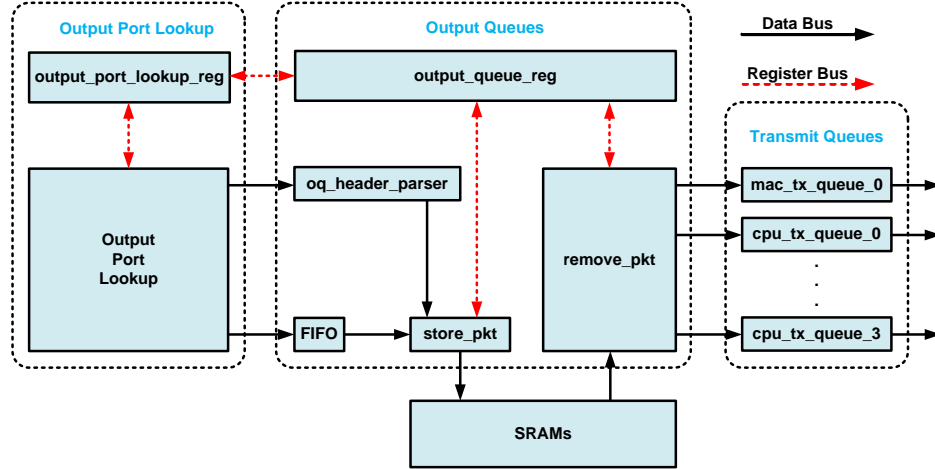 Output Port Lookup
Output Queues
Data Bus
output_port_lookup_reg
output_queue_reg
Register Bus
Transmit Queues
oq_header_parser
mac_tx_queue_0
Output
Port
Lookup
remove_pkt
cpu_tx_queue_0
.
.
.
FIFO
store_pkt
cpu_tx_queue_3
SRAMs